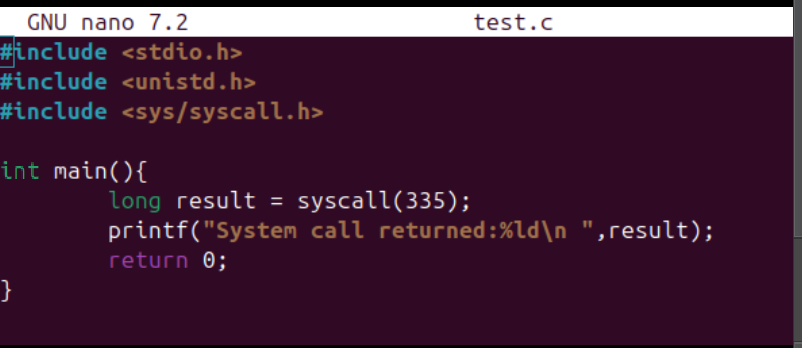 GNU nano 7.2 test.c
#include <stdio.h>
#include <unistd.h>
#include <sys/syscall.h>
int main(){
long result = syscall(335);
printf("System call returned:%ld\n ",result);
return 0;
}